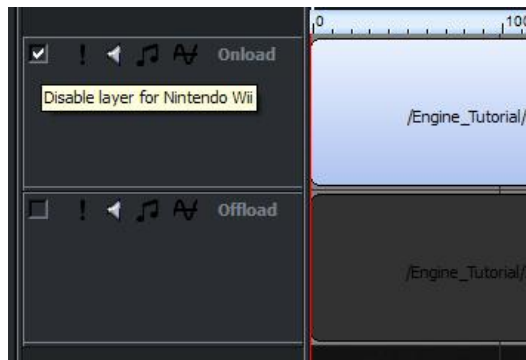 0 100
Onload
Disable layer for Nintendo Wii
/Engine_Tutorial/
Offload
/Engine_Tutorial/